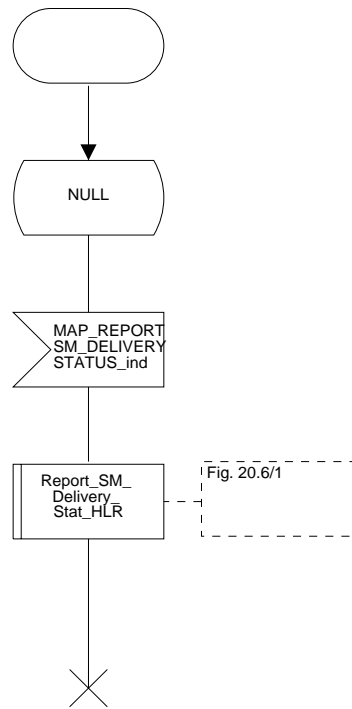 NULL
MAP_REPORT
SM_DELIVERY
STATUS_ind
Report_SM_
Delivery_
Stat_HLR
Fig. 20.6/1